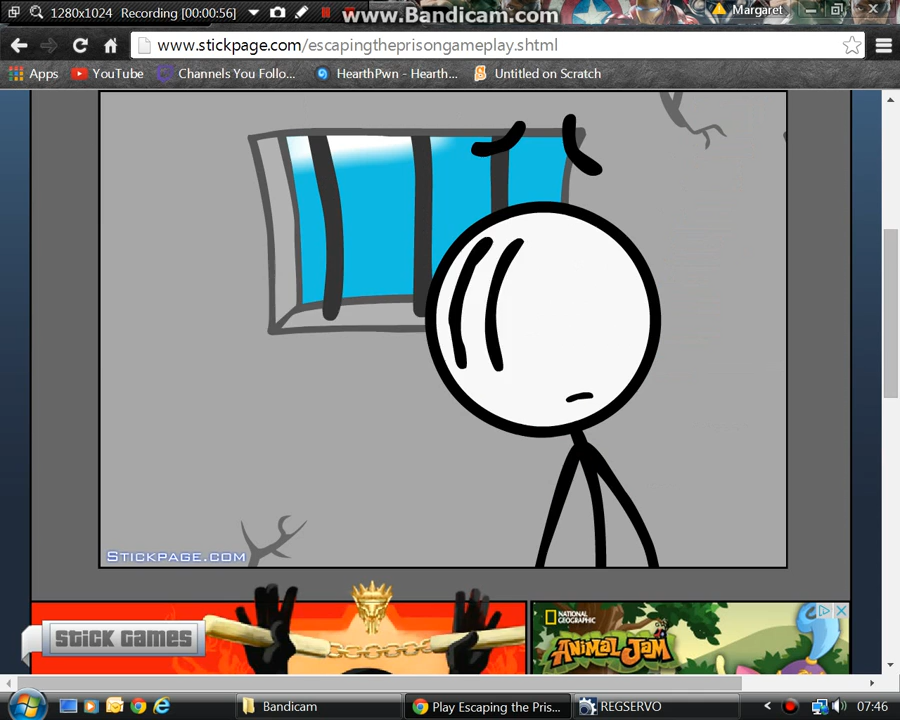 1280x1024 Recording [00:00:56]
www.Bandicam.com
Margaret
www.stickpage.com/escapingtheprisongameplay.shtml
Apps YouTube Channels You Follo... HearthPwn - Hearth... Untitled on Scratch
STICKPAGE.COM
STICK GAMES
NATIONAL GEOGRAPHIC
ANIMAL JAM
Bandicam Play Escaping the Pris... REGSERVO 07:46